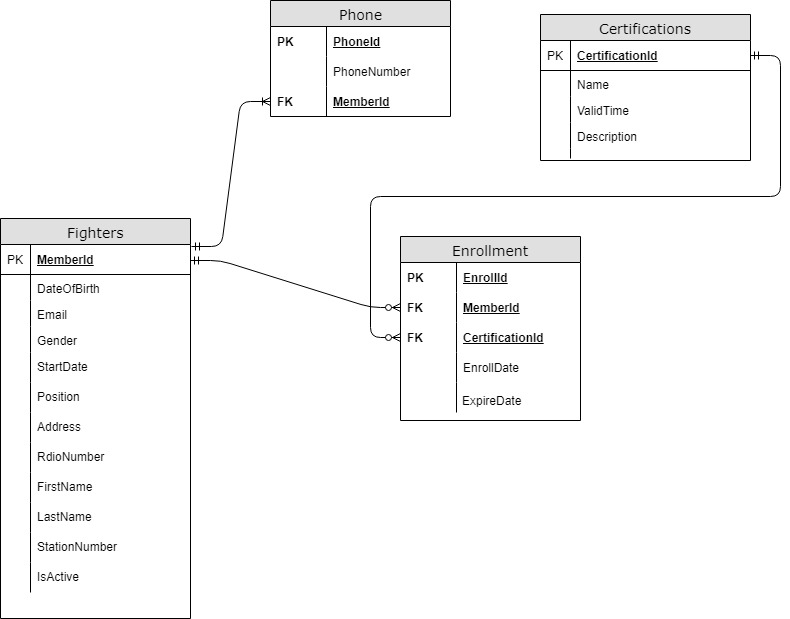 Phone
PK PhoneId
PhoneNumber
FK MemberId
Certifications
PK CertificationId
Name
ValidTime
Description
Fighters
PK MemberId
DateOfBirth
Email
Gender
StartDate
Position
Address
RdioNumber
FirstName
LastName
StationNumber
IsActive
Enrollment
PK EnrollId
FK MemberId
FK CertificationId
EnrollDate
ExpireDate